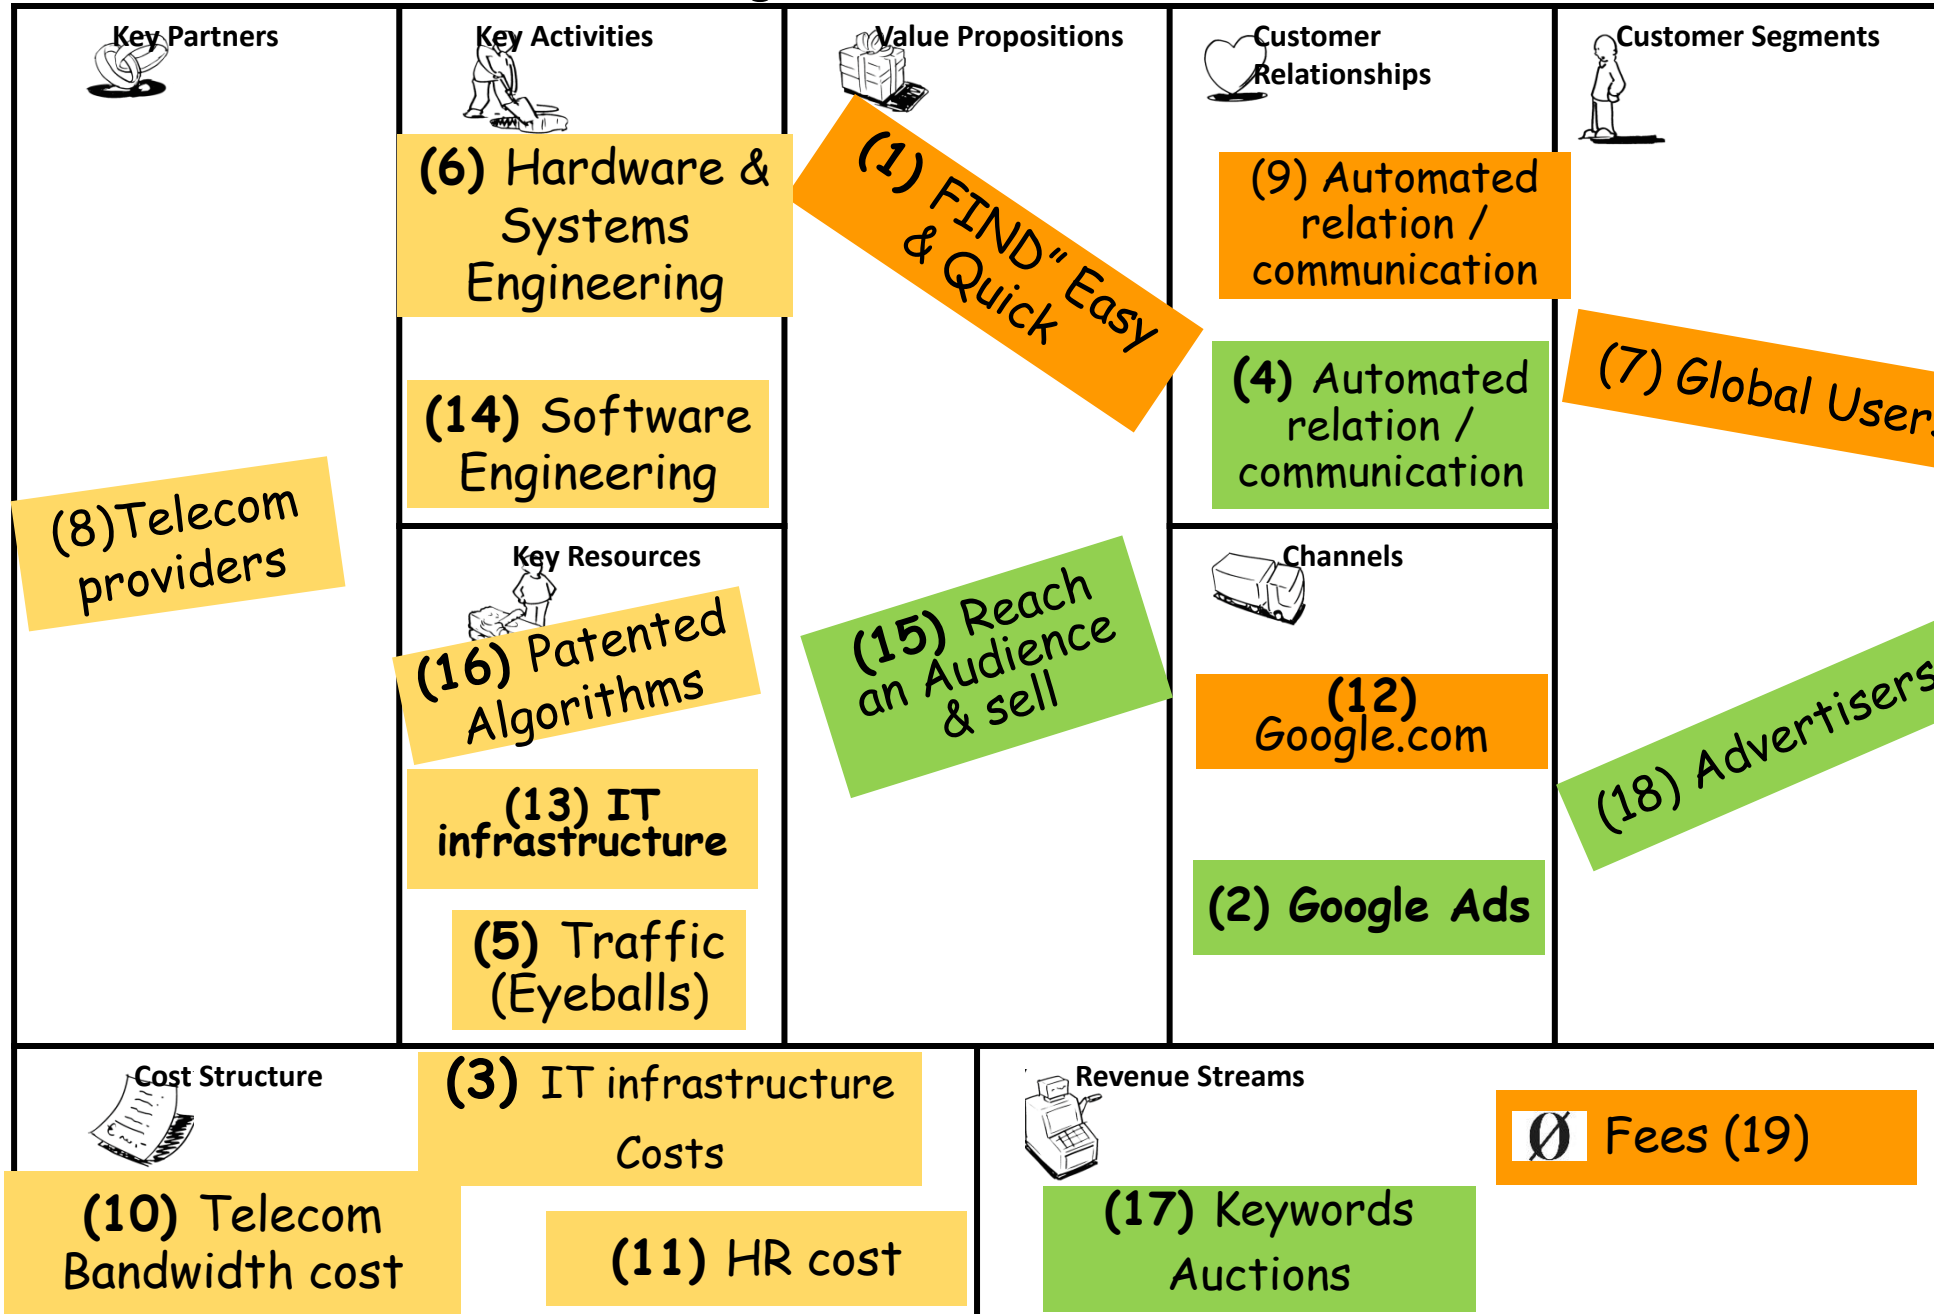 Key Partners
(8)Telecom
providers
Key Activities
(6) Hardware &
Systems
Engineering
(14) Software
Engineering
Key Resources
(16) Patented
Algorithms
(13) IT
infrastructure
(5) Traffic
(Eyeballs)
Value Propositions
(1) FIND" Easy
& Quick
(15) Reach
an Audience
& sell
Customer
Relationships
(9) Automated
relation /
communication
(4) Automated
relation /
communication
Channels
(12)
Google.com
(2) Google Ads
Customer Segments
(7) Global Users
(18) Advertisers
Cost Structure
(3) IT infrastructure
Costs
(10) Telecom
Bandwidth cost
(11) HR cost
Revenue Streams
Ø Fees (19)
(17) Keywords
Auctions